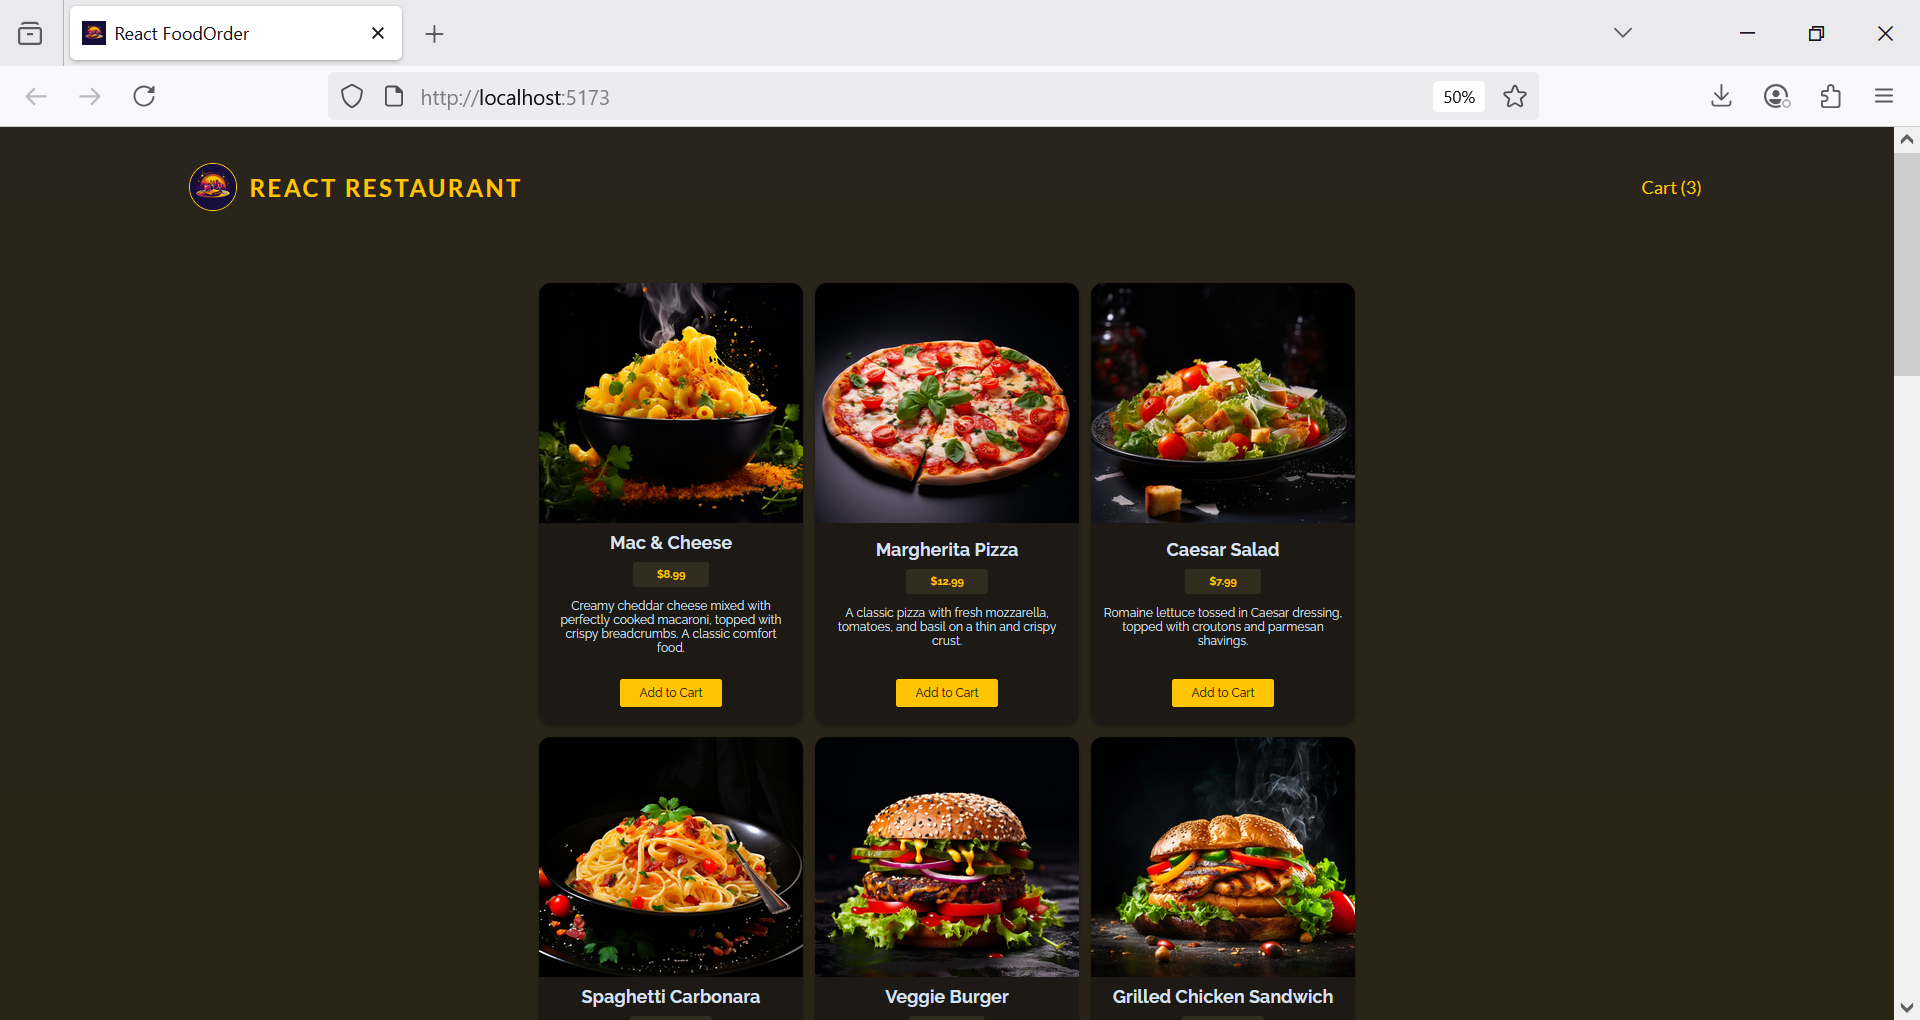 React FoodOrder
http://localhost:5173
50%
REACT RESTAURANT
Cart (3)
Mac & Cheese
$8.99
Creamy cheddar cheese mixed with
perfectly cooked macaroni, topped with
crispy breadcrumbs. A classic comfort
food.
Add to Cart
Margherita Pizza
$12.99
A classic pizza with fresh mozzarella,
tomatoes, and basil on a thin and crispy
crust.
Add to Cart
Caesar Salad
$7.99
Romaine lettuce tossed in Caesar dressing,
topped with croutons and parmesan
shavings.
Add to Cart
Spaghetti Carbonara
Veggie Burger
Grilled Chicken Sandwich